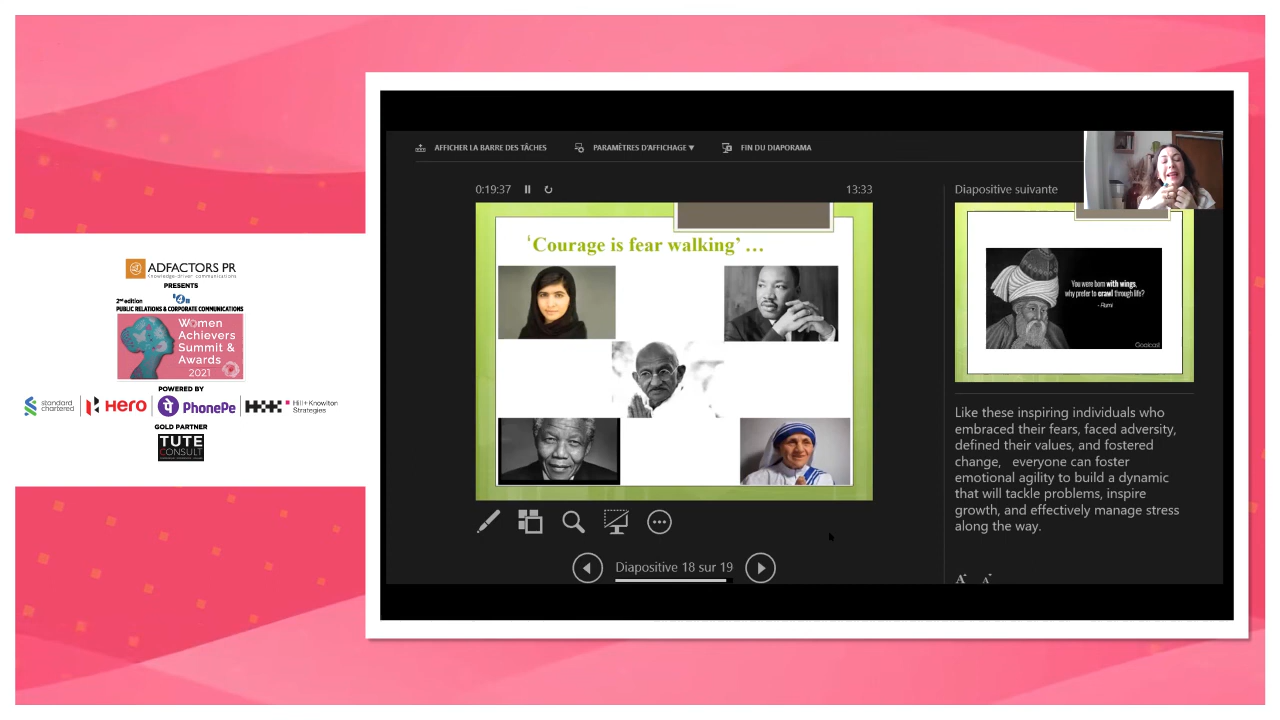 ADFACTORS PR
Knowledge-driven communications
PRESENTS
2nd edition
PUBLIC RELATIONS & CORPORATE COMMUNICATIONS
Women
Achievers
Summit &
Awards
2021
POWERED BY
standard
chartered
Hero
PhonePe
H+K
Hill+Knowlton
Strategies
GOLD PARTNER
TUTE
CONSULT
AFFICHER LA BARRE DES TÂCHES
PARAMÈTRES D'AFFICHAGE ▼
FIN DU DIAPORAMA
0:19:37
13:33
'Courage is fear walking' ...
Diapositive 18 sur 19
Diapositive suivante
You were born with wings,
why prefer to crawl through life?
- Rumi
Goalcast
Like these inspiring individuals who
embraced their fears, faced adversity,
defined their values, and fostered
change, everyone can foster
emotional agility to build a dynamic
that will tackle problems, inspire
growth, and effectively manage stress
along the way.
A A